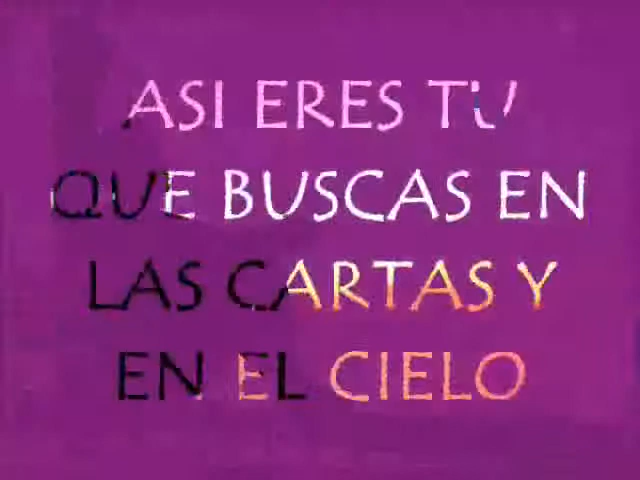 ASI ERES TU
QUE BUSCAS EN
LAS CARTAS Y
EN EL CIELO